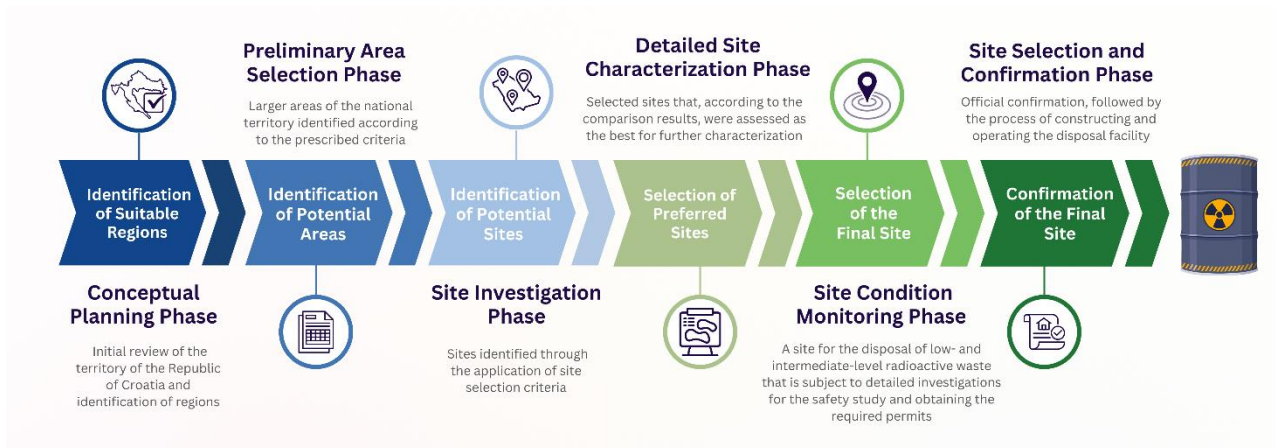 Preliminary Area
Selection Phase
Larger areas of the national
territory identified according
to the prescribed criteria
Detailed Site
Characterization Phase
Selected sites that, according to the
comparison results, were assessed as
the best for further characterization
Site Selection and
Confirmation Phase
Official confirmation, followed by
the process of constructing and
operating the disposal facility
Identification
of Suitable
Regions
Identification
of Potential
Areas
Identification
of Potential
Sites
Selection of
Preferred
Sites
Selection
of the
Final Site
Confirmation
of the Final
Site
Conceptual
Planning Phase
Initial review of the
territory of the Republic
of Croatia and
identification of regions
Site Investigation
Phase
Sites identified through
the application of site
selection criteria
Site Condition
Monitoring Phase
A site for the disposal of low- and
intermediate-level radioactive waste
that is subject to detailed investigations
for the safety study and obtaining the
required permits